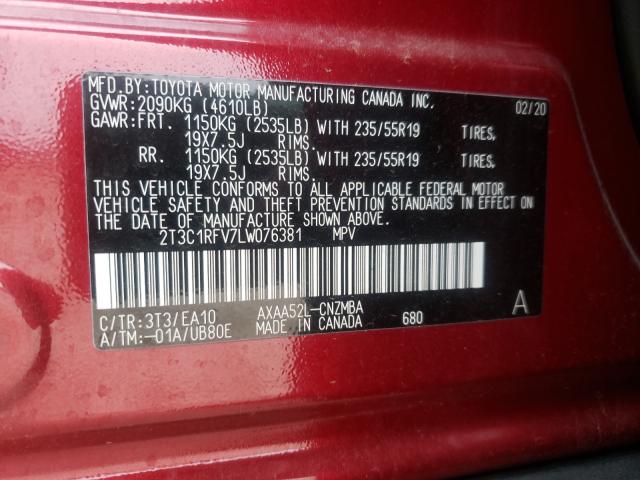 MFD.BY:TOYOTA MOTOR MANUFACTURING CANADA INC. 02/20
GVWR:2090KG (4610LB)
GAWR:FRT. 1150KG (2535LB) WITH 235/55R19 TIRES,
19X7.5J RIMS.
RR. 1150KG (2535LB) WITH 235/55R19 TIRES,
19X7.5J RIMS.
THIS VEHICLE CONFORMS TO ALL APPLICABLE FEDERAL MOTOR
VEHICLE SAFETY AND THEFT PREVENTION STANDARDS IN EFFECT ON
THE DATE OF MANUFACTURE SHOWN ABOVE.
2T3C1RFV7LW076381 MPV
C/TR:3T3/EA10 AXAA52L-CNZMBA A
A/TM:-01A/UB80E MADE IN CANADA 680